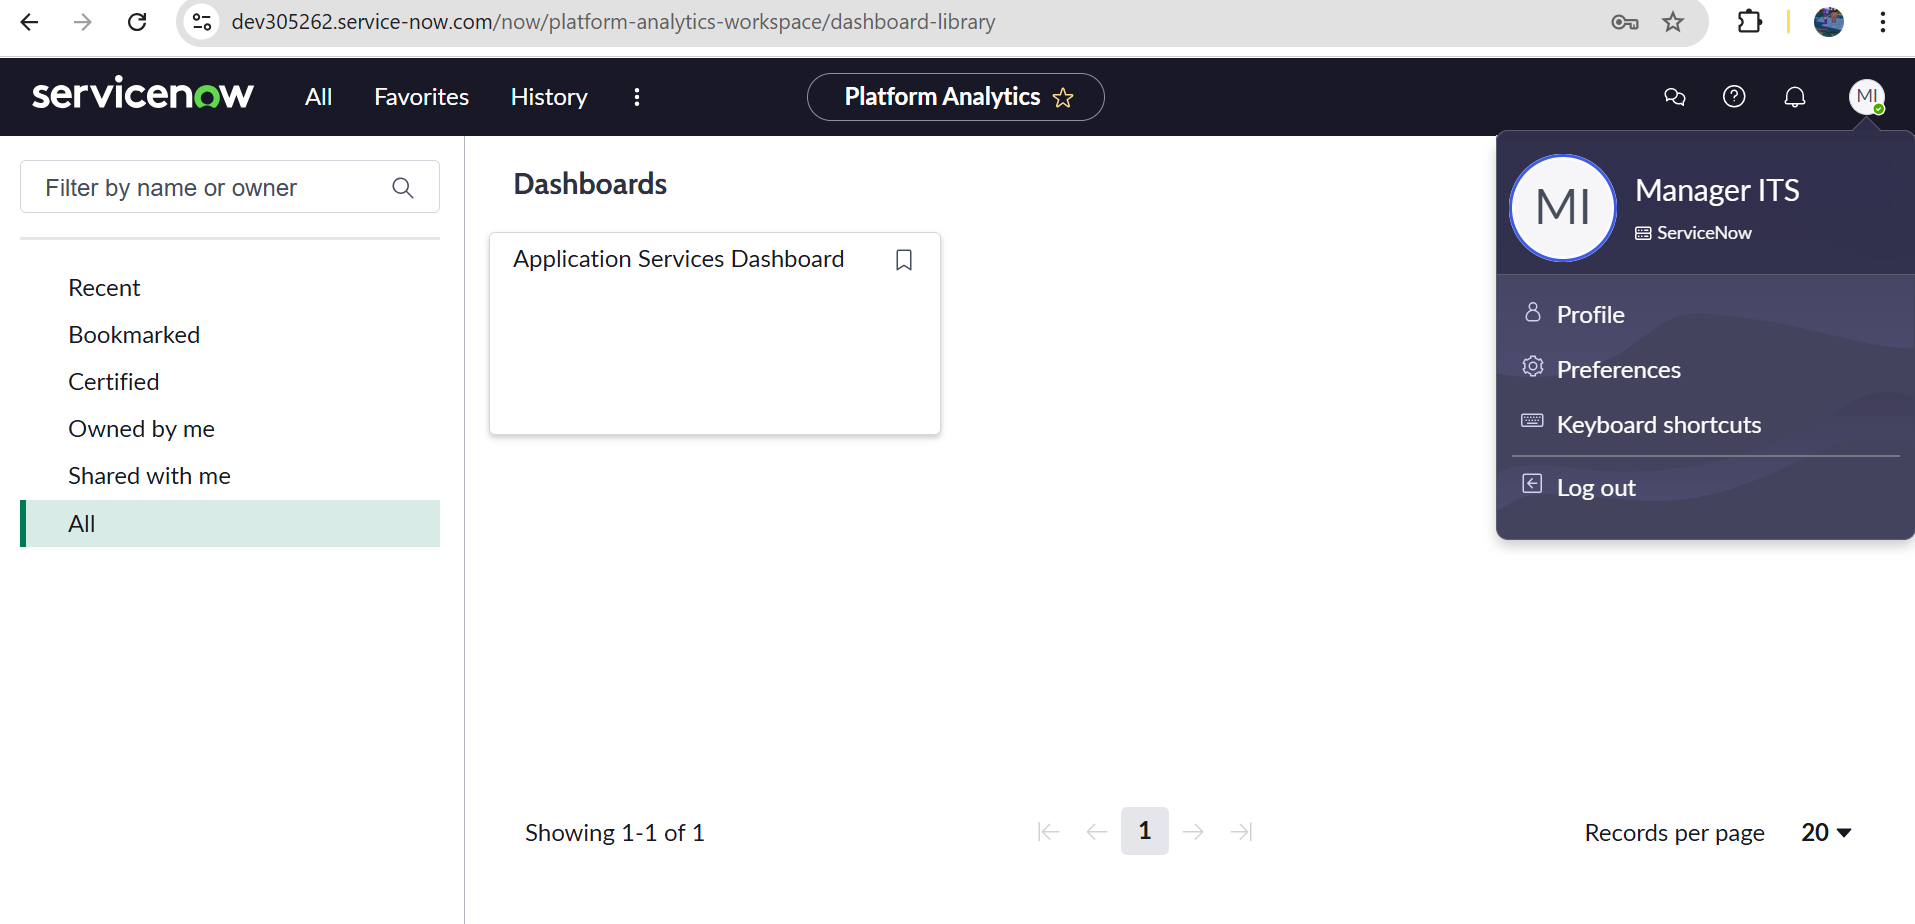 dev305262.service-now.com/now/platform-analytics-workspace/dashboard-library
servicenow All Favorites History Platform Analytics MI
Filter by name or owner
Recent
Bookmarked
Certified
Owned by me
Shared with me
All
Dashboards
Application Services Dashboard
MI Manager ITS
ServiceNow
Profile
Preferences
Keyboard shortcuts
Log out
Showing 1-1 of 1 1 Records per page 20